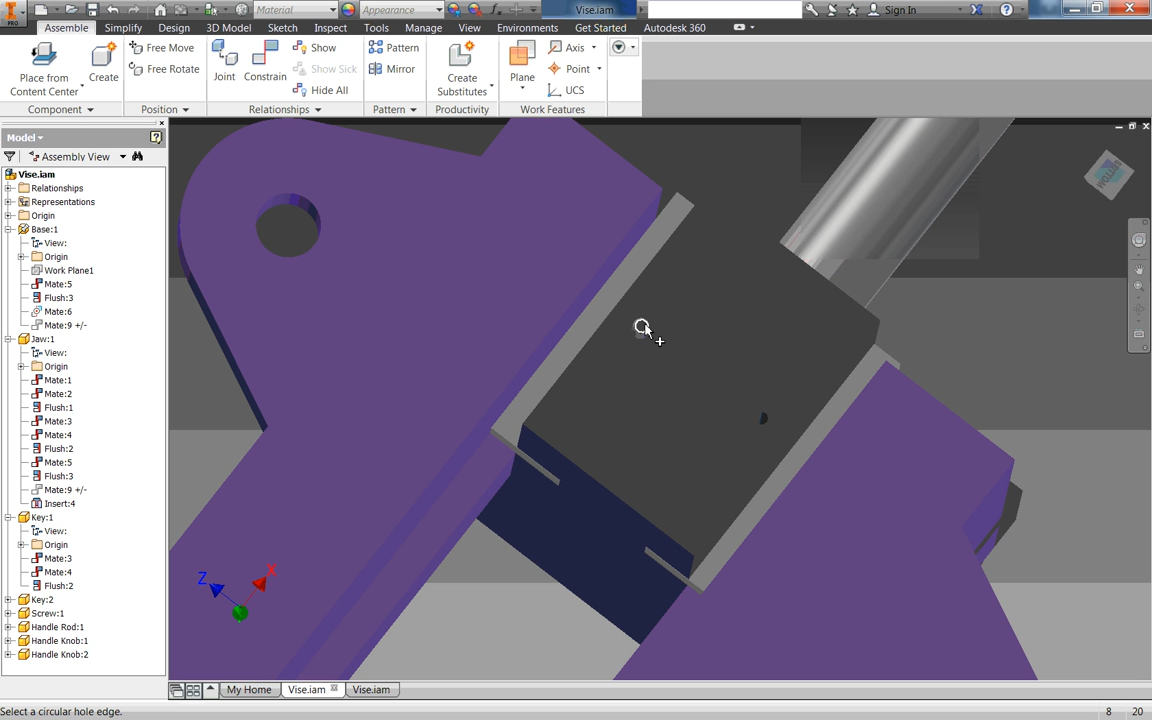 Material
Appearance
Vise.iam
Sign In
PRO
Assemble
Simplify
Design
3D Model
Sketch
Inspect
Tools
Manage
View
Environments
Get Started
Autodesk 360
Place from
Content Center
Create
Free Move
Free Rotate
Joint
Constrain
Show
Show Sick
Hide All
Pattern
Mirror
Create
Substitutes
Plane
Axis
Point
UCS
Component
Position
Relationships
Pattern
Productivity
Work Features
Model
Assembly View
Vise.iam
Relationships
Representations
Origin
Base:1
View:
Origin
Work Plane1
Mate:5
Flush:3
Mate:6
Mate:9 +/-
Jaw:1
View:
Origin
Mate:1
Mate:2
Flush:1
Mate:3
Mate:4
Flush:2
Mate:5
Flush:3
Mate:9 +/-
Insert:4
Key:1
View:
Origin
Mate:3
Mate:4
Flush:2
Key:2
Screw:1
Handle Rod:1
Handle Knob:1
Handle Knob:2
Z
X
My Home
Vise.iam
Vise.iam
Select a circular hole edge.
8
20